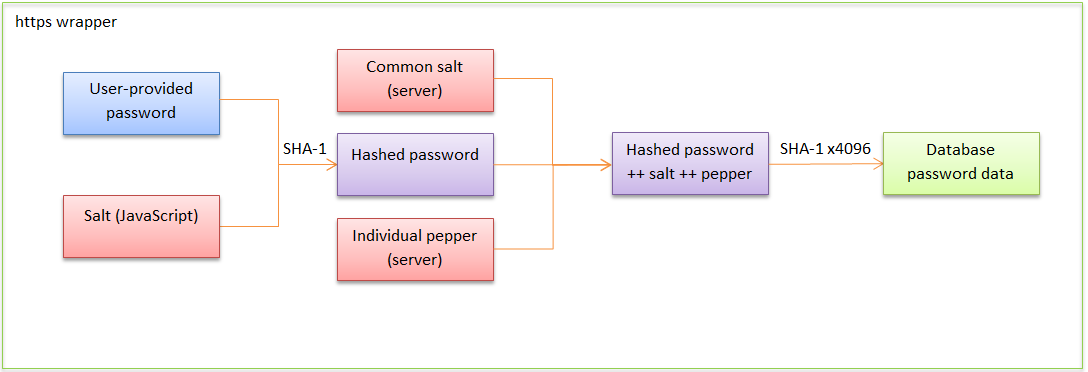 https wrapper
User-provided
password
Salt (JavaScript)
SHA-1
Common salt
(server)
Hashed password
Individual pepper
(server)
Hashed password
++ salt ++ pepper
SHA-1 x4096
Database
password data